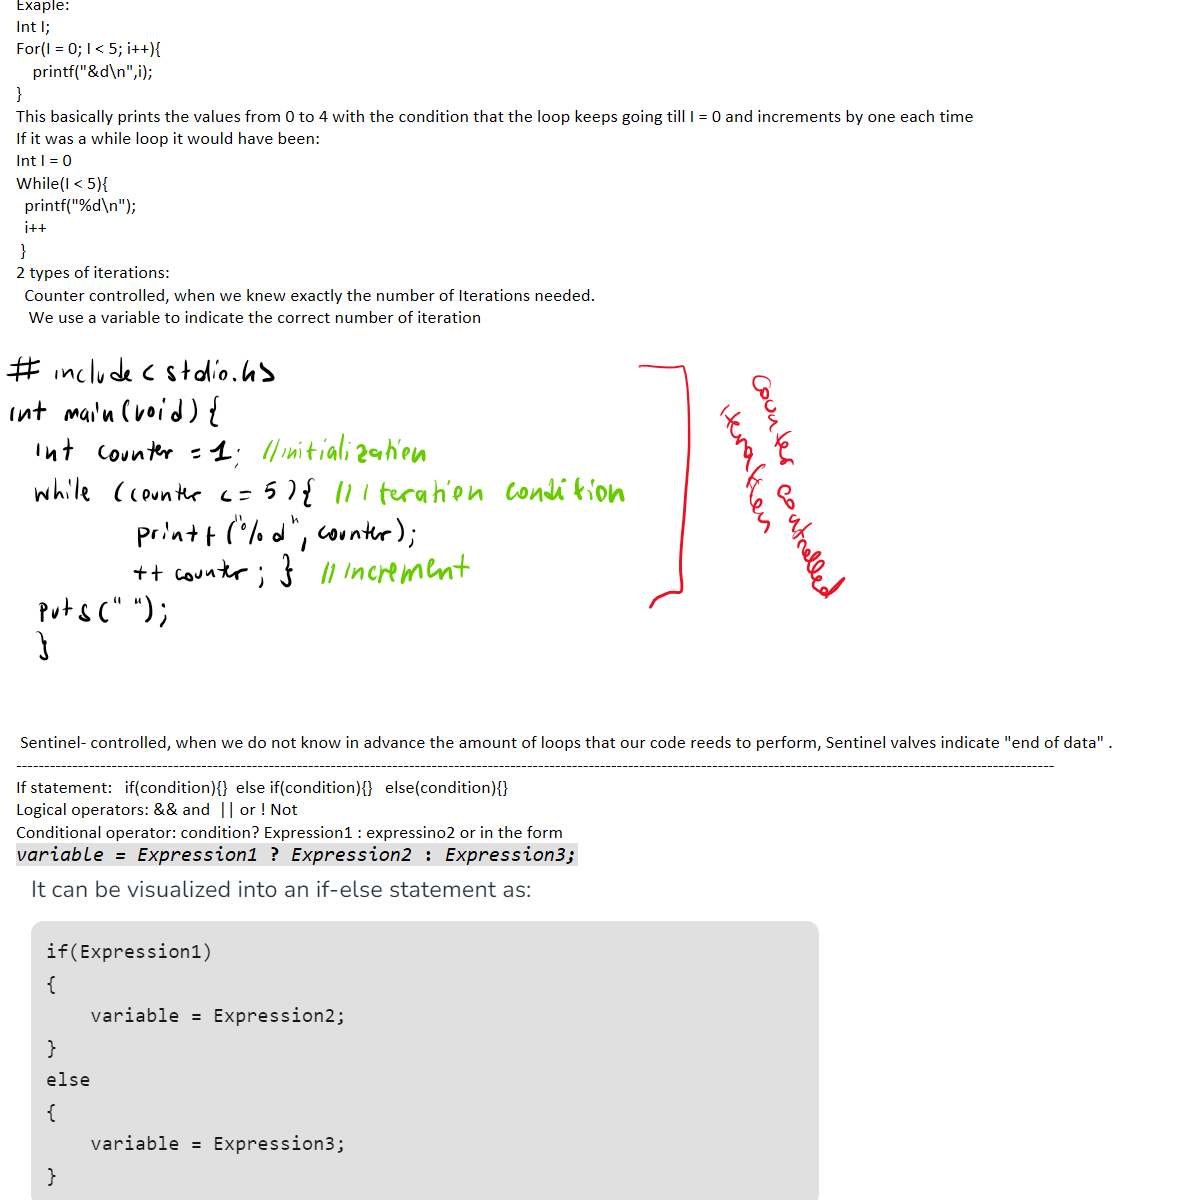 Exaple:
Int I;
For(I = 0; I < 5; i++){
printf("&d\n",i);
}
This basically prints the values from 0 to 4 with the condition that the loop keeps going till I = 0 and increments by one each time
If it was a while loop it would have been:
Int I = 0
While(I < 5){
printf("%d\n");
i++
}
2 types of iterations:
Counter controlled, when we knew exactly the number of Iterations needed.
We use a variable to indicate the correct number of iteration
# include < stdio.h>
int main(void) {
int counter = 1; //initialization
while (counter <= 5 ){ // Iteration condition
printf ("%d", counter);
++ counter ; } // increment
puts (" ");
}
Counter controlled
iteration
Sentinel- controlled, when we do not know in advance the amount of loops that our code reeds to perform, Sentinel valves indicate "end of data" .
--------------------------------------------------------------------------------------------------------------------------------------------------------------------------
If statement: if(condition){} else if(condition){} else(condition){}
Logical operators: && and || or ! Not
Conditional operator: condition? Expression1 : expressino2 or in the form
variable = Expression1 ? Expression2 : Expression3;
It can be visualized into an if-else statement as:
if(Expression1)
{
variable = Expression2;
}
else
{
variable = Expression3;
}